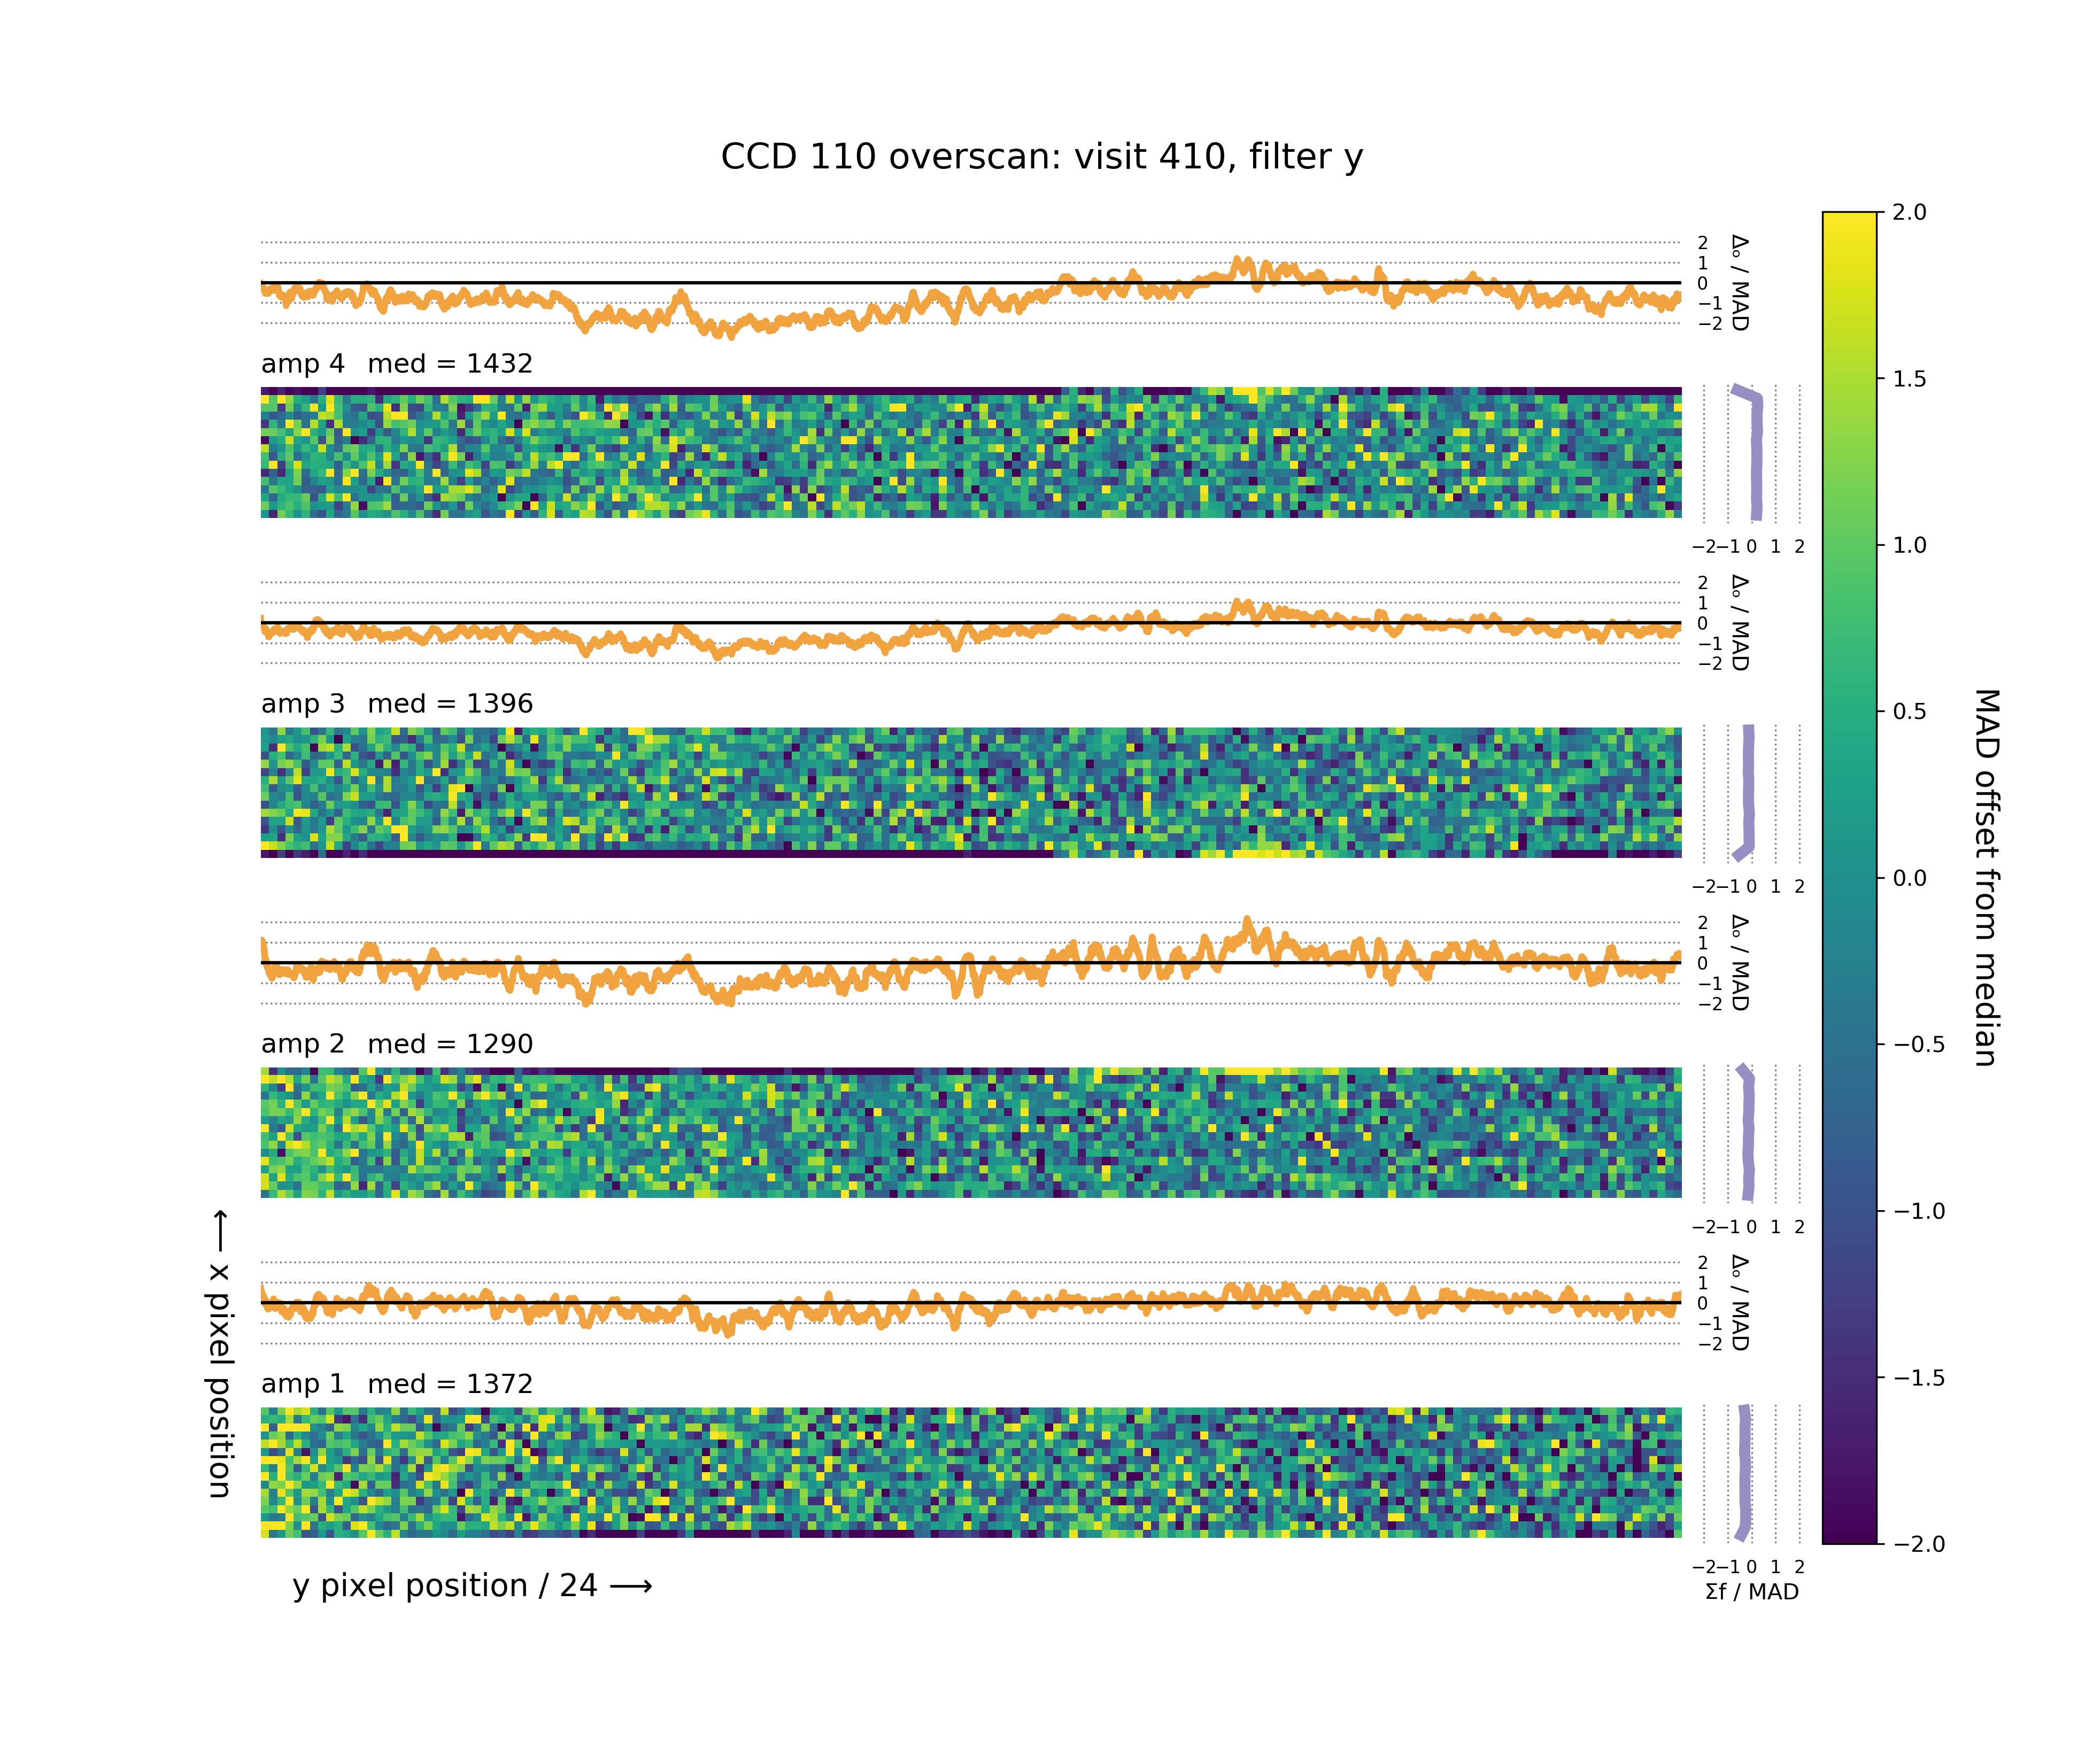 CCD 110 overscan: visit 410, filter y
2
1
0
−1
−2
Δₒ / MAD
amp 4 med = 1432
−2 −1 0 1 2
2
1
0
−1
−2
Δₒ / MAD
amp 3 med = 1396
−2 −1 0 1 2
2
1
0
−1
−2
Δₒ / MAD
amp 2 med = 1290
−2 −1 0 1 2
2
1
0
−1
−2
Δₒ / MAD
amp 1 med = 1372
−2 −1 0 1 2
Σf / MAD
x pixel position ⟶
y pixel position / 24 ⟶
2.0
1.5
1.0
0.5
0.0
−0.5
−1.0
−1.5
−2.0
MAD offset from median